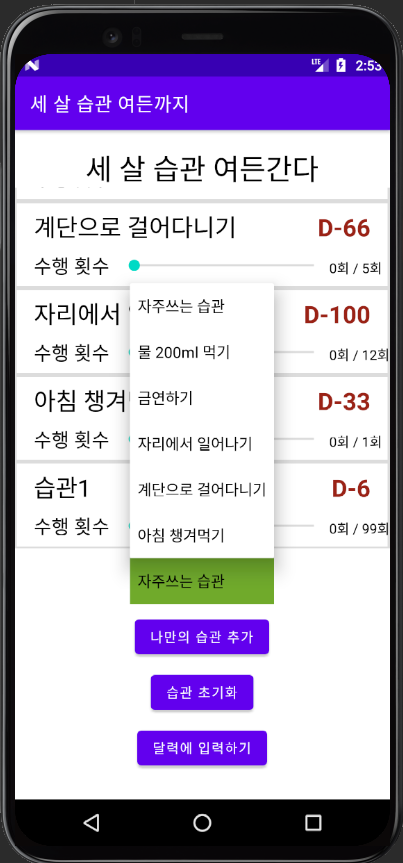 LTE 2:53
세 살 습관 여든까지
세 살 습관 여든간다
계단으로 걸어다니기 D-66
수행 횟수 0회 / 5회
자리에서 D-100
수행 횟수 0회 / 12회
아침 챙겨 D-33
수행 횟수 0회 / 1회
습관1 D-6
수행 횟수 0회 / 99회
자주쓰는 습관
물 200ml 먹기
금연하기
자리에서 일어나기
계단으로 걸어다니기
아침 챙겨먹기
자주쓰는 습관
나만의 습관 추가
습관 초기화
달력에 입력하기